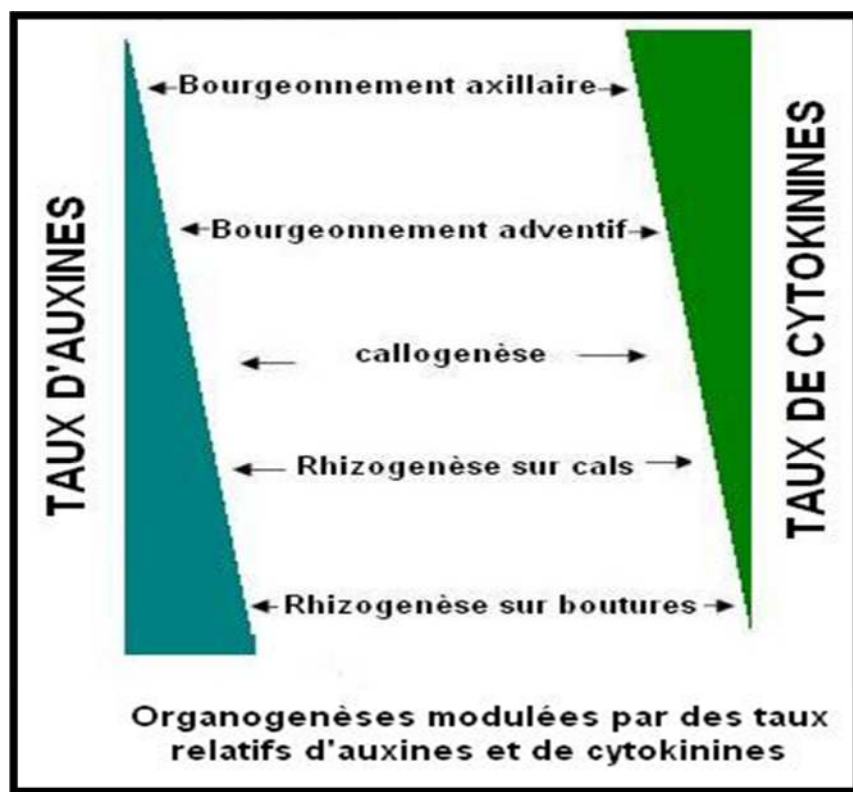 Bourgeonnement axillaire
Bourgeonnement adventif
callogenèse
Rhizogenèse sur cals
Rhizogenèse sur boutures
TAUX D'AUXINES
TAUX DE CYTOKININES
Organogenèses modulées par des taux
relatifs d'auxines et de cytokinines